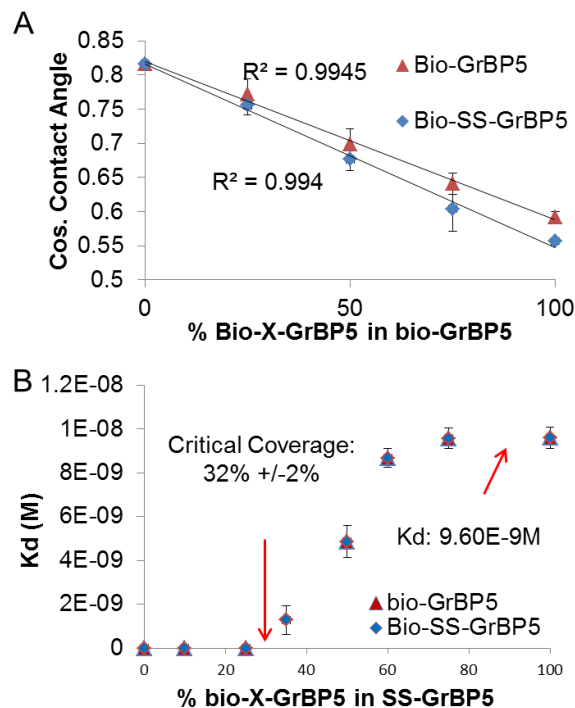 A
0.85
0.8
0.75
0.7
0.65
0.6
0.55
0.5
Cos. Contact Angle
R² = 0.9945
R² = 0.994
Bio-GrBP5
Bio-SS-GrBP5
0
50
100
% Bio-X-GrBP5 in bio-GrBP5
B
1.2E-08
1E-08
8E-09
6E-09
4E-09
2E-09
0
Kd (M)
Critical Coverage:
32% +/-2%
Kd: 9.60E-9M
bio-GrBP5
Bio-SS-GrBP5
0
20
40
60
80
100
% bio-X-GrBP5 in SS-GrBP5